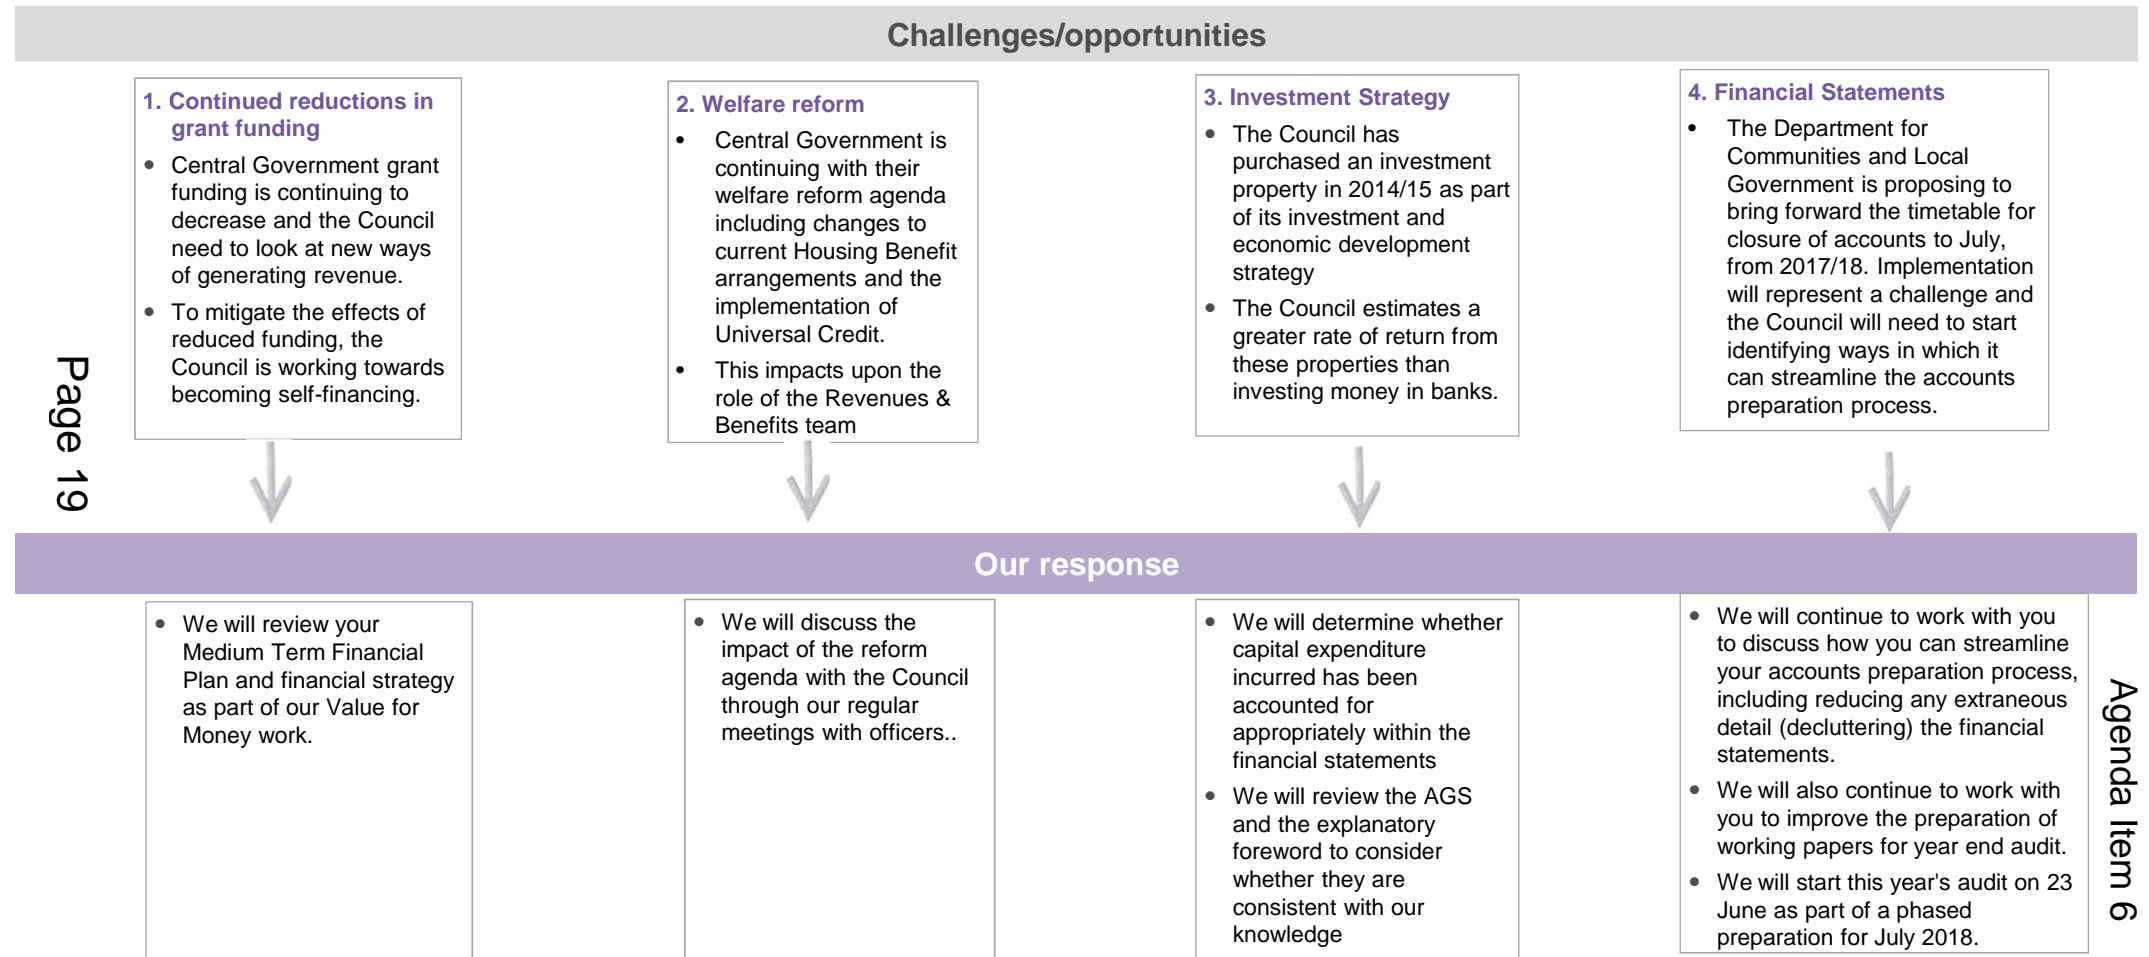 Challenges/opportunities
1. Continued reductions in
grant funding
• Central Government grant
funding is continuing to
decrease and the Council
need to look at new ways
of generating revenue.
• To mitigate the effects of
reduced funding, the
Council is working towards
becoming self-financing.
2. Welfare reform
• Central Government is
continuing with their
welfare reform agenda
including changes to
current Housing Benefit
arrangements and the
implementation of
Universal Credit.
• This impacts upon the
role of the Revenues &
Benefits team
3. Investment Strategy
• The Council has
purchased an investment
property in 2014/15 as part
of its investment and
economic development
strategy
• The Council estimates a
greater rate of return from
these properties than
investing money in banks.
4. Financial Statements
• The Department for
Communities and Local
Government is proposing to
bring forward the timetable for
closure of accounts to July,
from 2017/18. Implementation
will represent a challenge and
the Council will need to start
identifying ways in which it
can streamline the accounts
preparation process.
Page 19
Our response
• We will review your
Medium Term Financial
Plan and financial strategy
as part of our Value for
Money work.
• We will discuss the
impact of the reform
agenda with the Council
through our regular
meetings with officers..
• We will determine whether
capital expenditure
incurred has been
accounted for
appropriately within the
financial statements
• We will review the AGS
and the explanatory
foreword to consider
whether they are
consistent with our
knowledge
• We will continue to work with you
to discuss how you can streamline
your accounts preparation process,
including reducing any extraneous
detail (decluttering) the financial
statements.
• We will also continue to work with
you to improve the preparation of
working papers for year end audit.
• We will start this year's audit on 23
June as part of a phased
preparation for July 2018.
Agenda Item 6